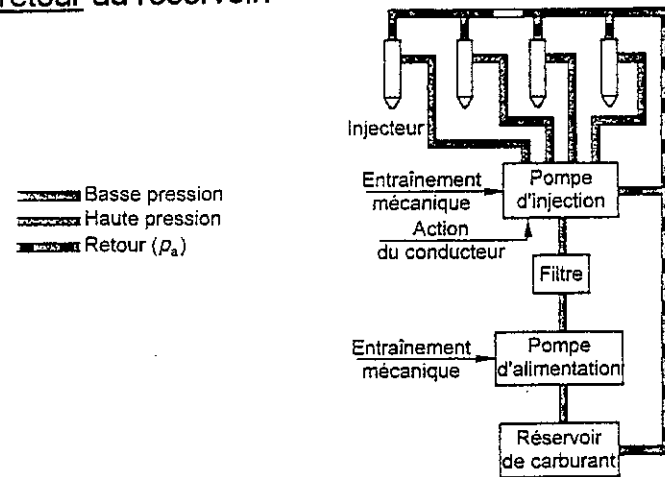 retour au réservoir
Injecteur
Basse pression
Haute pression
Retour (pa)
Entraînement
mécanique
Pompe
d'injection
Action
du conducteur
Filtre
Entraînement
mécanique
Pompe
d'alimentation
Réservoir
de carburant